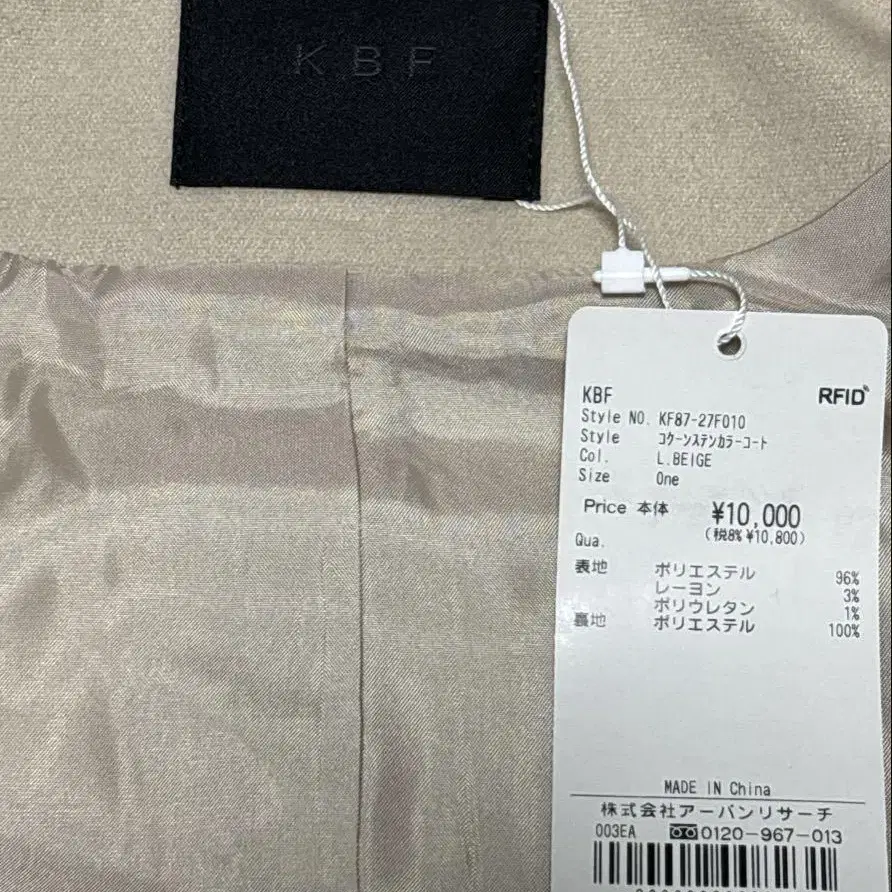 KBF
KBF RFID
Style NO. KF87-27F010
Style コクーンステンカラーコート
Col. L.BEIGE
Size One
Price 本体 ¥10,000
(税8%¥10,800)
Qua.
表地 ポリエステル 96%
レーヨン 3%
ポリウレタン 1%
裏地 ポリエステル 100%
MADE IN China
株式会社アーバンリサーチ
003EA 0120-967-013